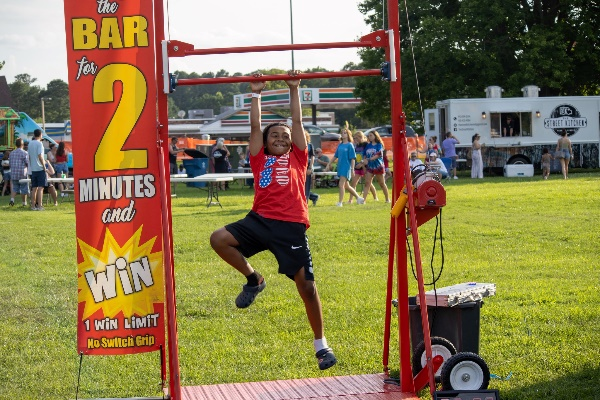 the
BAR
for
2
MINUTES
and
WIN
1 WIN LIMIT
No Switch Grip
STREET KITCHEN